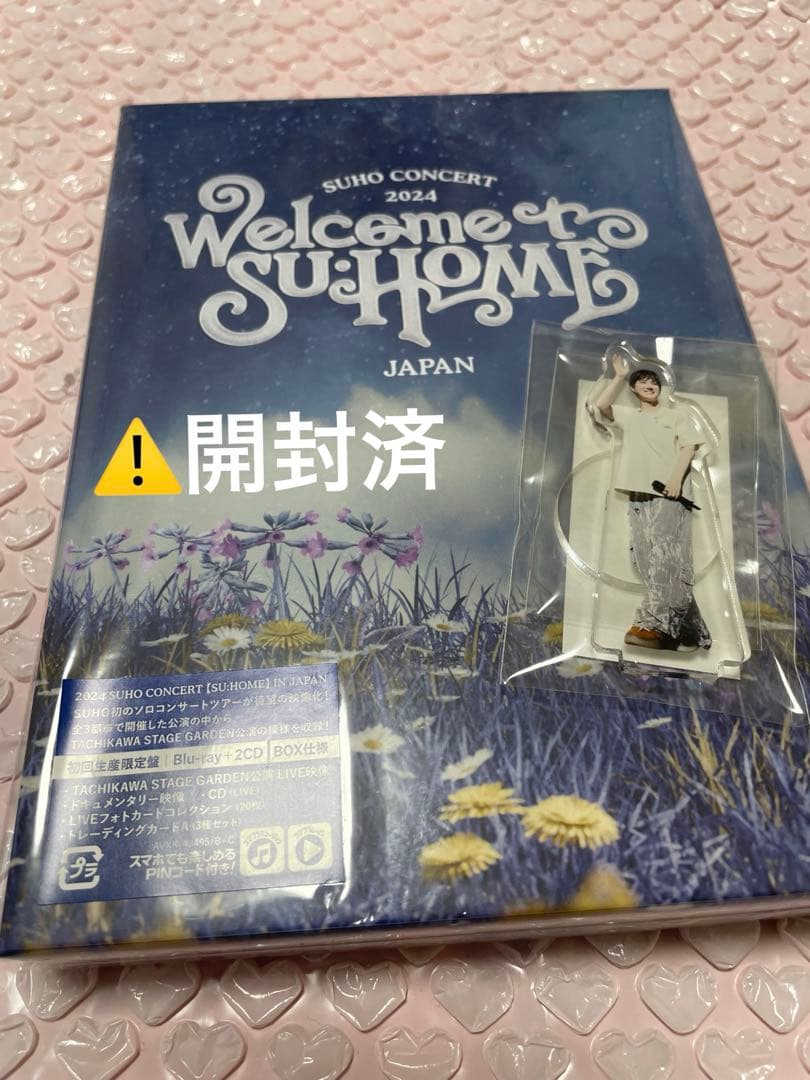 SUHO CONCERT
2024
Welcome to
SU:HOME
JAPAN
⚠️開封済
2024 SUHO CONCERT【SU:HOME】IN JAPAN
SUHO初のソロコンサートツアーが待望の映像化!
全3都市で開催した公演の中から
TACHIKAWA STAGE GARDEN公演の模様を収録!
初回生産限定盤|Blu-ray+2CD|BOX仕様
・TACHIKAWA STAGE GARDEN公演 LIVE映像
・ドキュメンタリー映像 ・CD (LIVE)
・LIVEフォトカードコレクション (20種)
・トレーディングカードA (3種セット)
プラ
スマホでも楽しめる
PINコード付き!